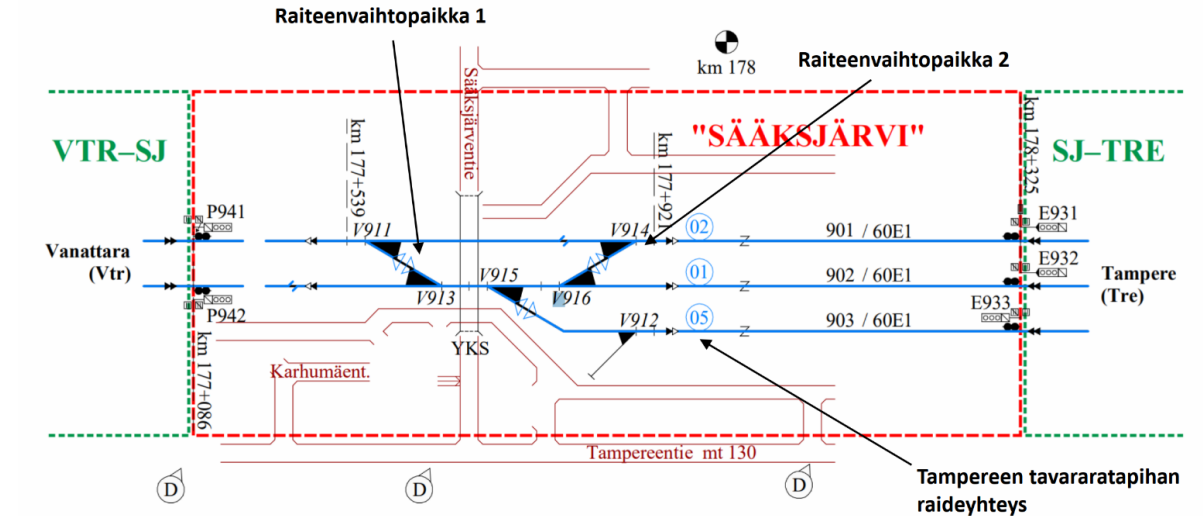 Raiteenvaihtopaikka 1
Raiteenvaihtopaikka 2
km 178
Sääksjärventie
"SÄÄKSJÄRVI"
VTR–SJ
SJ–TRE
km 177+539
km 177+921
km 178+325
P941
V911
V914
02
901 / 60E1
E931
Vanattara
(Vtr)
V915
01
902 / 60E1
E932
Tampere
(Tre)
V913
V916
P942
E933
V912
05
903 / 60E1
km 177+086
YKS
Karhumäent.
Tampereentie mt 130
D
D
D
Tampereen tavararatapihan
raideyhteys